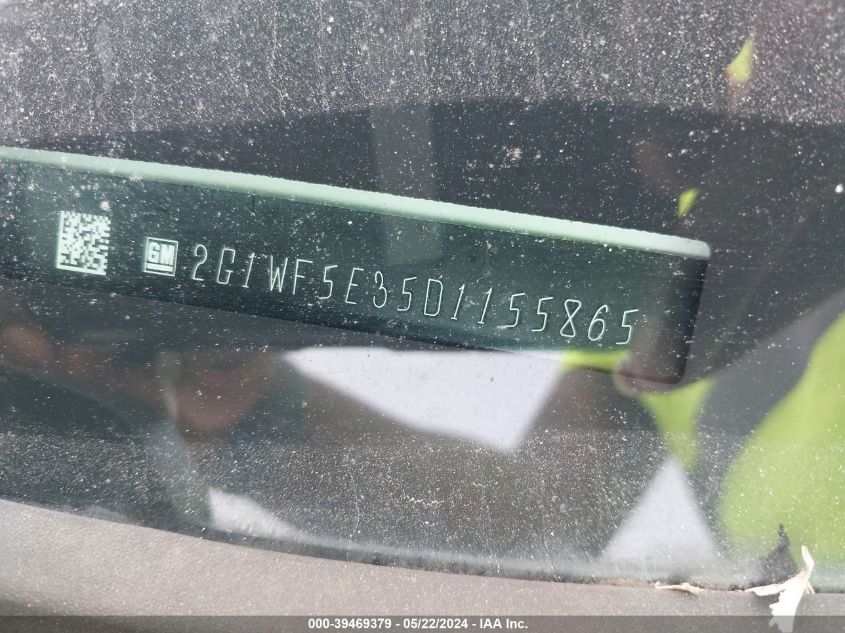 GM 2G1WF5E35D1155865
000-39469379 - 05/22/2024 - IAA Inc.